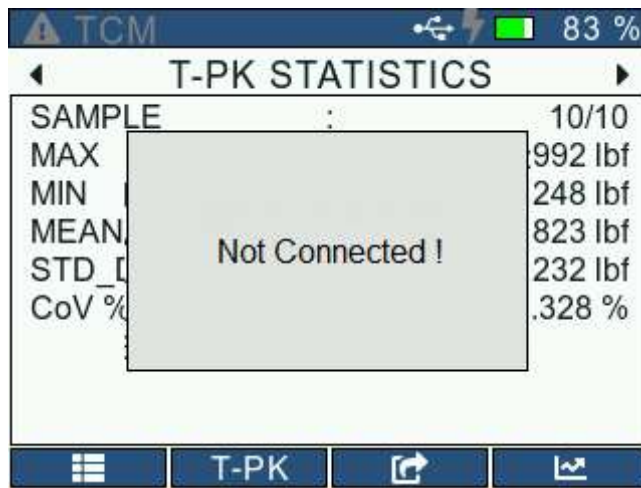 TCM 83 %
T-PK STATISTICS
SAMPLE : 10/10
MAX 992 lbf
MIN 248 lbf
MEAN 823 lbf
STD_D 232 lbf
CoV % .328 %
Not Connected !
T-PK